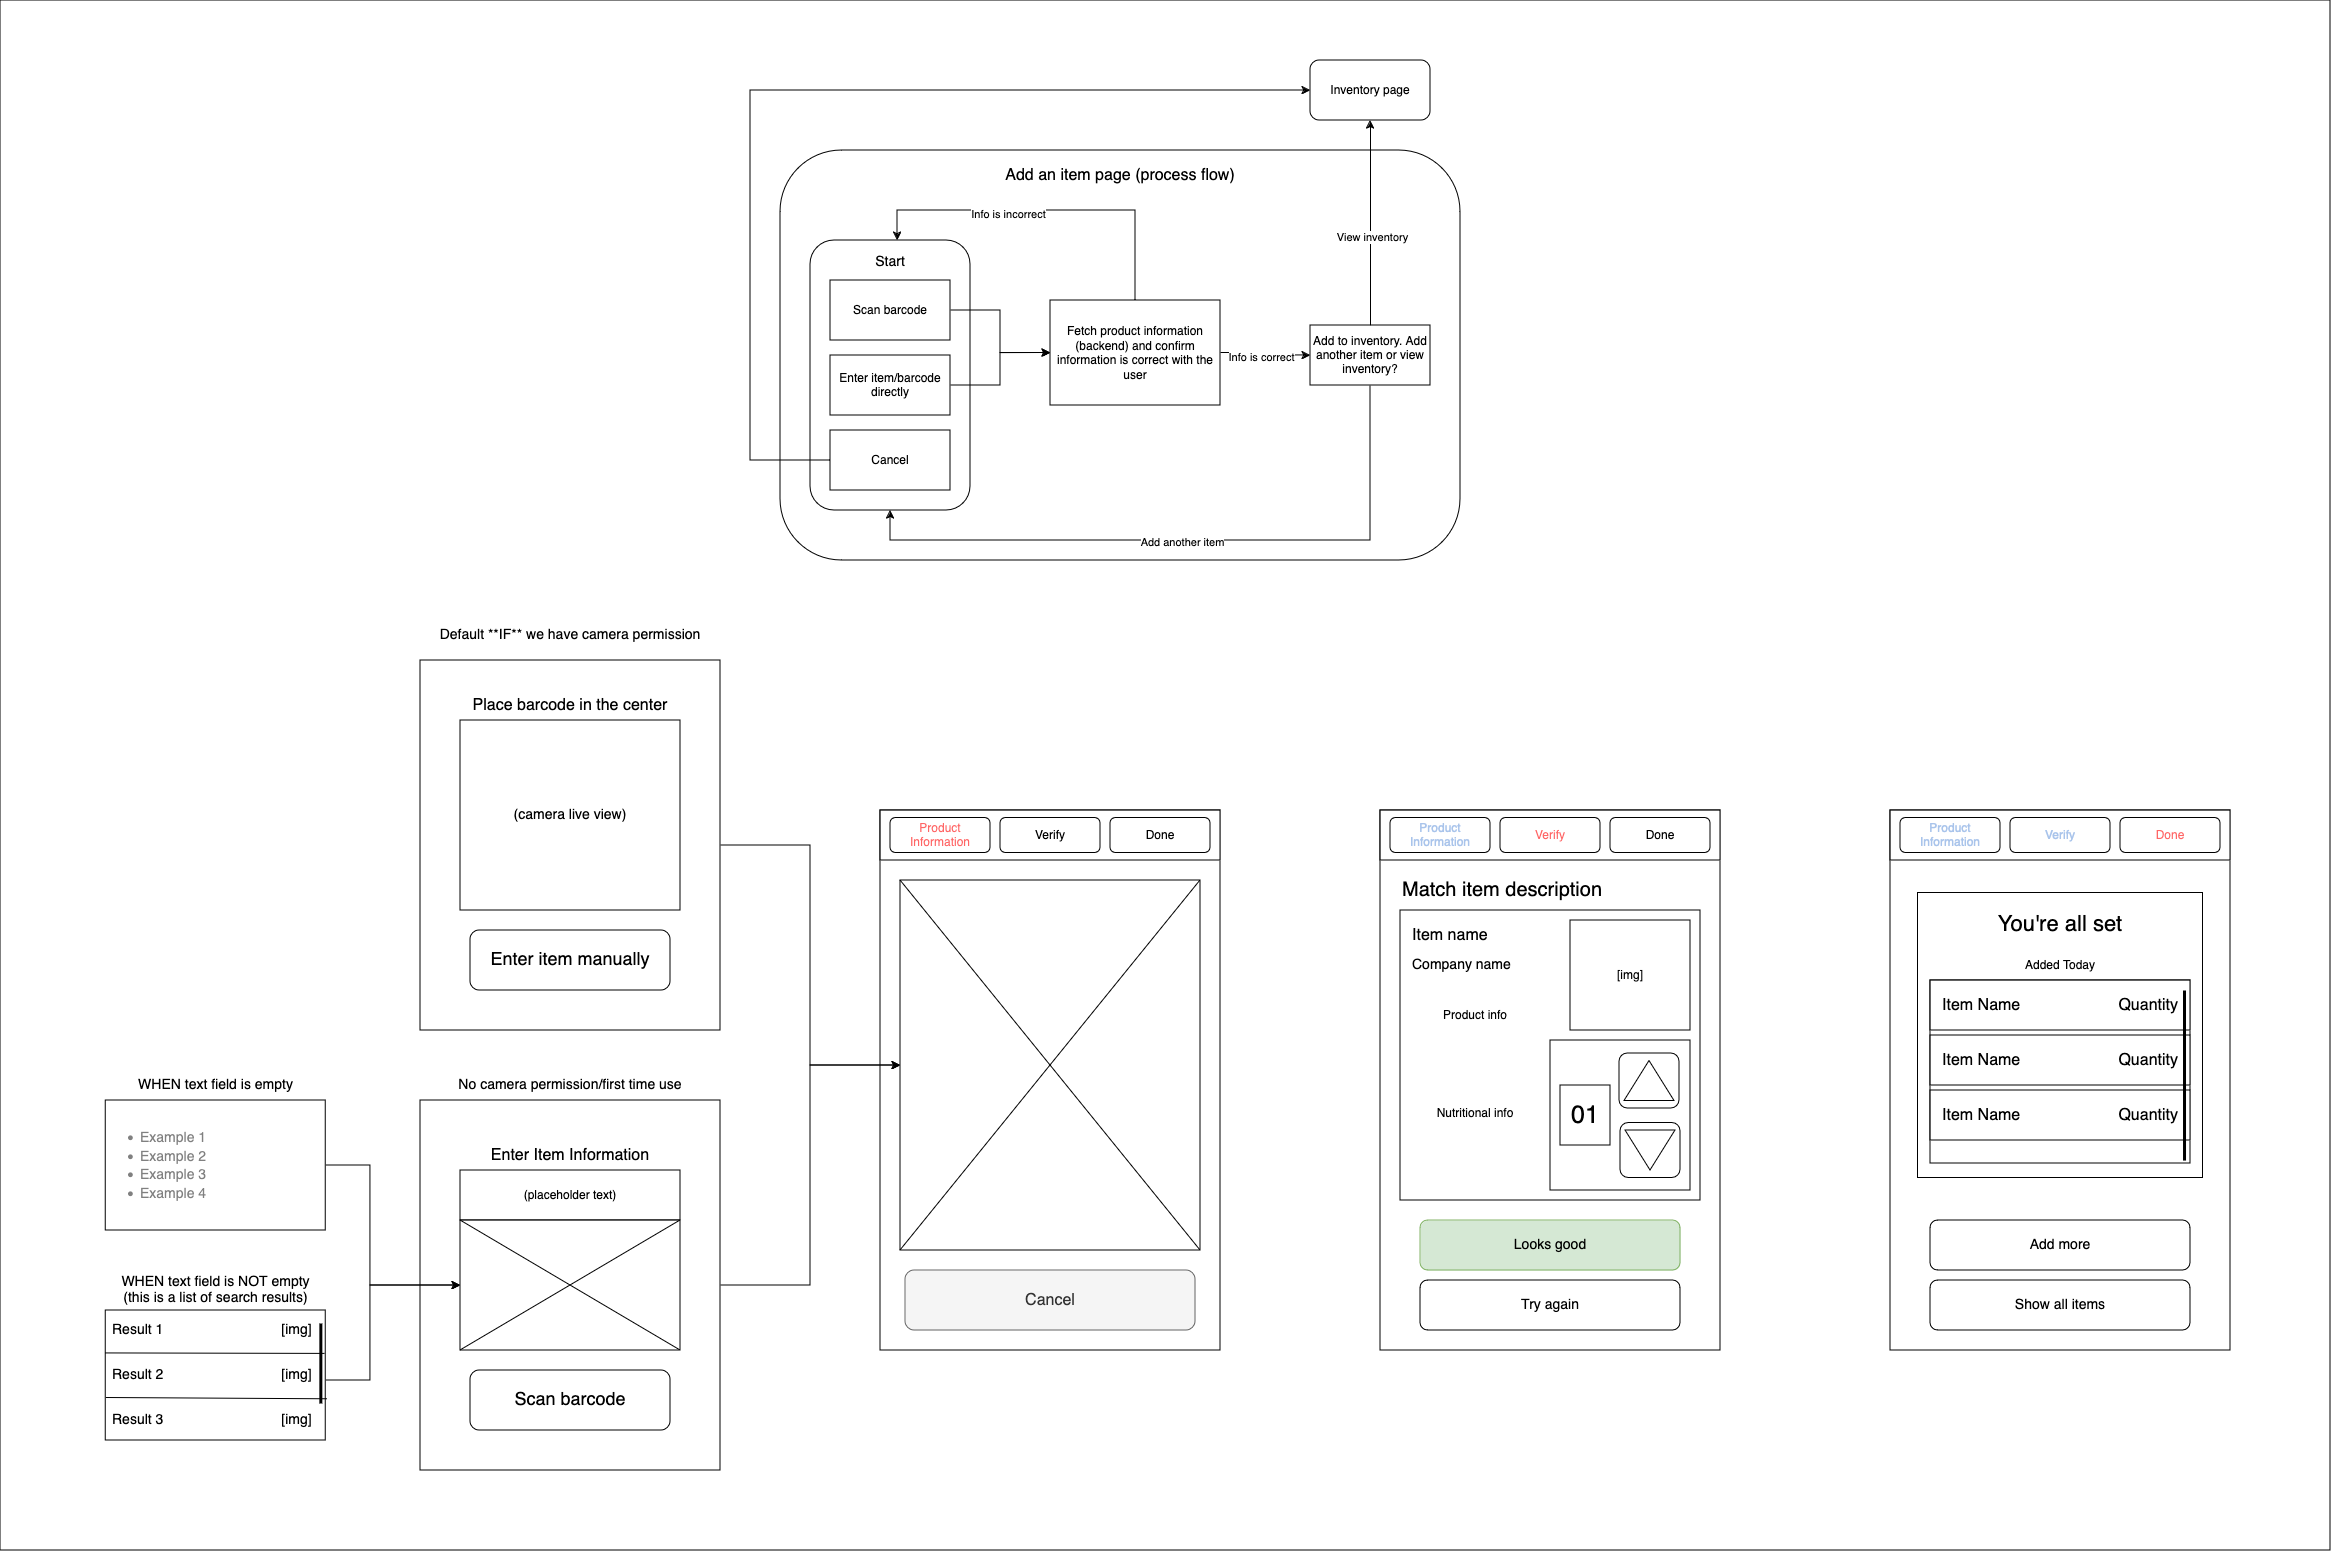 Inventory page
Add an item page (process flow)
Info is incorrect
View inventory
Start
Scan barcode
Enter item/barcode
directly
Cancel
Fetch product information
(backend) and confirm
information is correct with the
user
Info is correct
Add to inventory. Add
another item or view
inventory?
Add another item
Default **IF** we have camera permission
Place barcode in the center
(camera live view)
Enter item manually
WHEN text field is empty
Example 1
Example 2
Example 3
Example 4
WHEN text field is NOT empty
(this is a list of search results)
Result 1 [img]
Result 2 [img]
Result 3 [img]
No camera permission/first time use
Enter Item Information
(placeholder text)
Scan barcode
Product
Information
Verify
Done
Cancel
Product
Information
Verify
Done
Match item description
Item name
Company name
[img]
Product info
Nutritional info
01
Looks good
Try again
Product
Information
Verify
Done
You're all set
Added Today
Item Name Quantity
Item Name Quantity
Item Name Quantity
Add more
Show all items